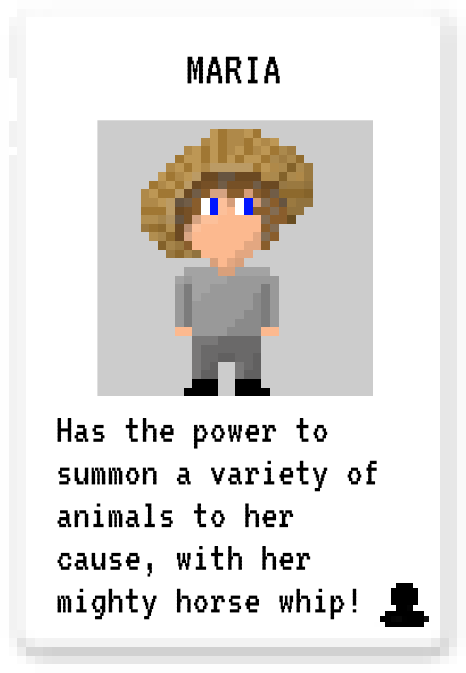 MARIA
Has the power to
summon a variety of
animals to her
cause, with her
mighty horse whip!